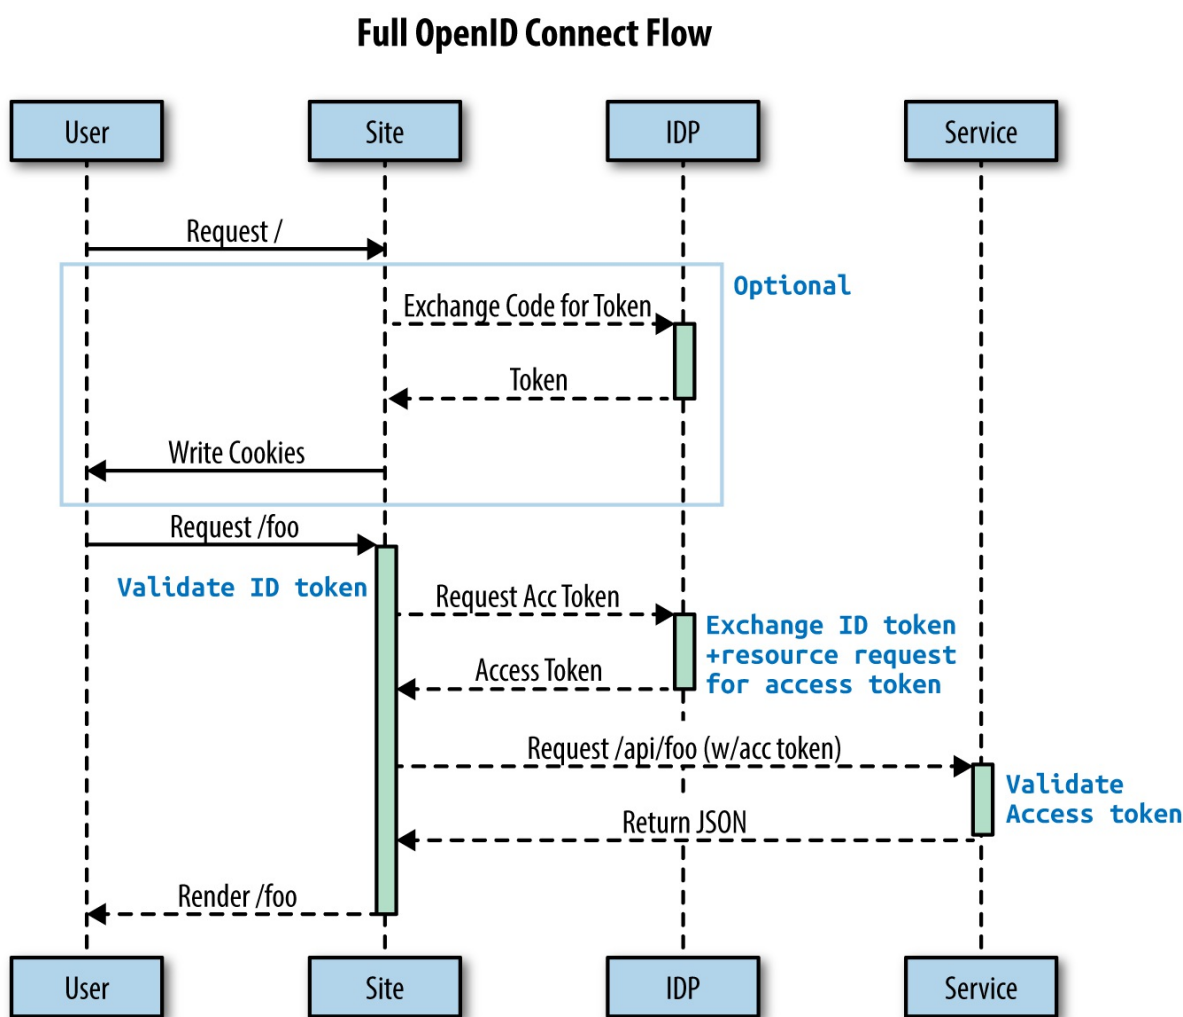 Full OpenID Connect Flow
User
Site
IDP
Service
Request /
Optional
Exchange Code for Token
Token
Write Cookies
Request /foo
Validate ID token
Request Acc Token
Exchange ID token
+resource request
for access token
Access Token
Request /api/foo (w/acc token)
Validate
Access token
Return JSON
Render /foo
User
Site
IDP
Service